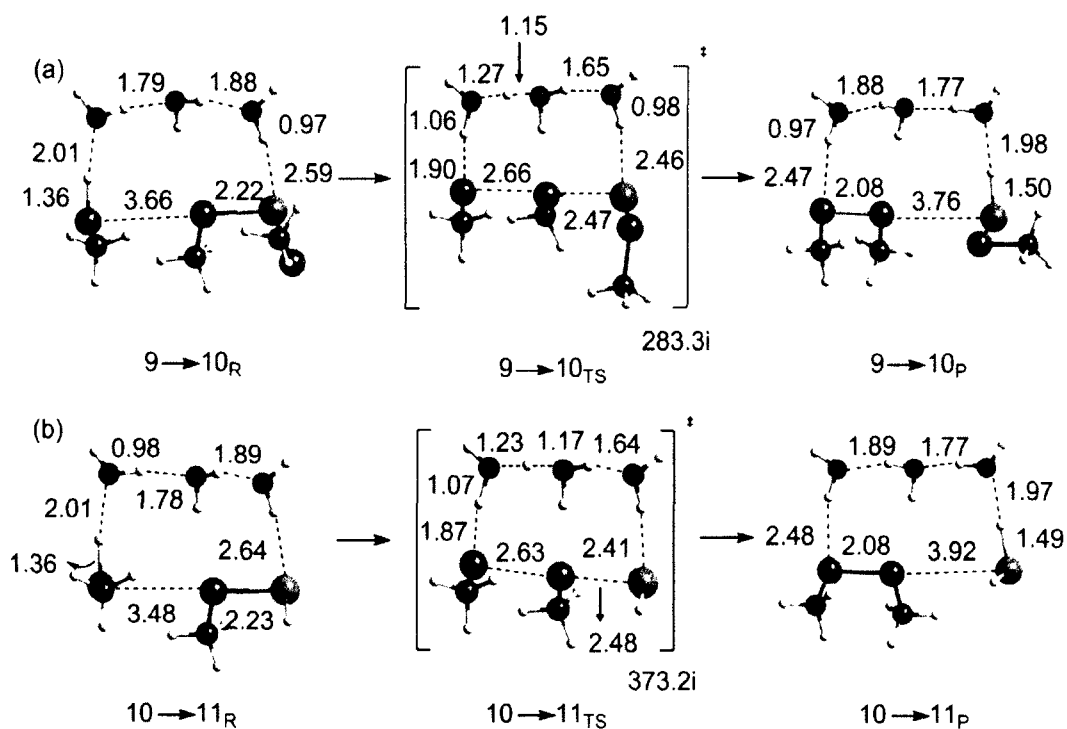 (a)
1.79 1.88
0.97
2.01
1.36 3.66 2.22 2.59
9→10R
1.15
1.27 1.65
1.06 0.98
1.90 2.66 2.46
2.47
‡
283.3i
9→10TS
1.88 1.77
0.97
1.98
2.47 2.08 3.76 1.50
9→10P
(b)
0.98 1.89
2.01 1.78
2.64
1.36
3.48 2.23
10→11R
1.23 1.17 1.64
1.07
1.87 2.63 2.41
2.48
‡
373.2i
10→11TS
1.89 1.77
1.97
2.48 2.08 3.92 1.49
10→11P